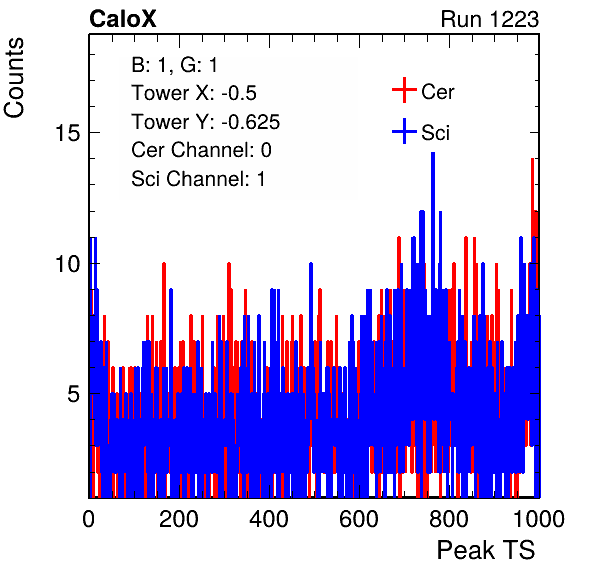 CaloX Run 1223
Counts
B: 1, G: 1
Tower X: -0.5
Tower Y: -0.625
Cer Channel: 0
Sci Channel: 1
Cer
Sci
15
10
5
0 200 400 600 800 1000
Peak TS